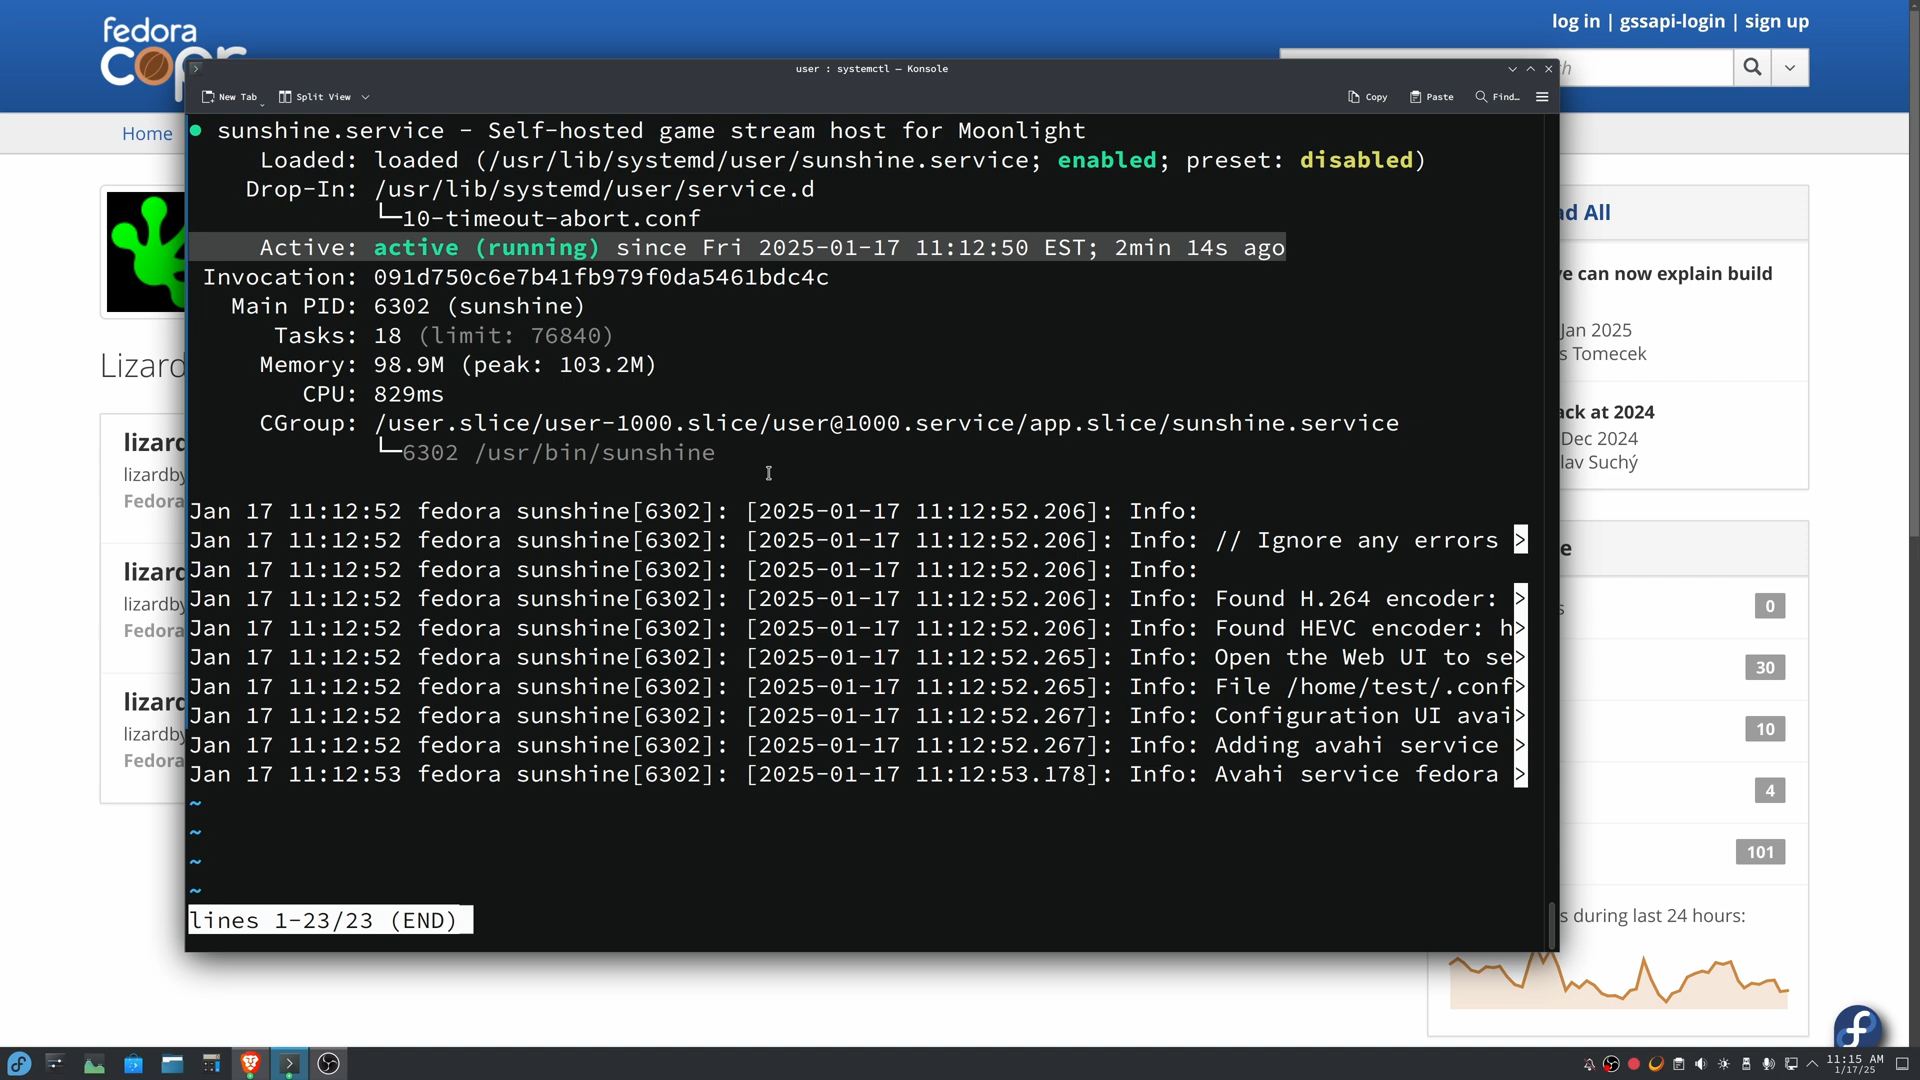 fedora
copr
log in | gssapi-login | sign up
user : systemctl — Konsole
New Tab
Split View
Copy
Paste
Find…
Home
● sunshine.service - Self-hosted game stream host for Moonlight
Loaded: loaded (/usr/lib/systemd/user/sunshine.service; enabled; preset: disabled)
Drop-In: /usr/lib/systemd/user/service.d
└─10-timeout-abort.conf
Active: active (running) since Fri 2025-01-17 11:12:50 EST; 2min 14s ago
Invocation: 091d750c6e7b41fb979f0da5461bdc4c
Main PID: 6302 (sunshine)
Tasks: 18 (limit: 76840)
Memory: 98.9M (peak: 103.2M)
CPU: 829ms
CGroup: /user.slice/user-1000.slice/user@1000.service/app.slice/sunshine.service
└─6302 /usr/bin/sunshine
Jan 17 11:12:52 fedora sunshine[6302]: [2025-01-17 11:12:52.206]: Info:
Jan 17 11:12:52 fedora sunshine[6302]: [2025-01-17 11:12:52.206]: Info: // Ignore any errors >
Jan 17 11:12:52 fedora sunshine[6302]: [2025-01-17 11:12:52.206]: Info:
Jan 17 11:12:52 fedora sunshine[6302]: [2025-01-17 11:12:52.206]: Info: Found H.264 encoder: >
Jan 17 11:12:52 fedora sunshine[6302]: [2025-01-17 11:12:52.206]: Info: Found HEVC encoder: h>
Jan 17 11:12:52 fedora sunshine[6302]: [2025-01-17 11:12:52.265]: Info: Open the Web UI to se>
Jan 17 11:12:52 fedora sunshine[6302]: [2025-01-17 11:12:52.265]: Info: File /home/test/.conf>
Jan 17 11:12:52 fedora sunshine[6302]: [2025-01-17 11:12:52.267]: Info: Configuration UI avai>
Jan 17 11:12:52 fedora sunshine[6302]: [2025-01-17 11:12:52.267]: Info: Adding avahi service >
Jan 17 11:12:53 fedora sunshine[6302]: [2025-01-17 11:12:53.178]: Info: Avahi service fedora >
~
~
~
~
lines 1-23/23 (END)
Lizard
lizard
lizardby
Fedora
lizard
lizardby
Fedora
lizard
lizardby
Fedora
ad All
ve can now explain build
Jan 2025
s Tomecek
ack at 2024
Dec 2024
lav Suchý
e
s
0
30
10
4
101
s during last 24 hours:
11:15 AM
1/17/25